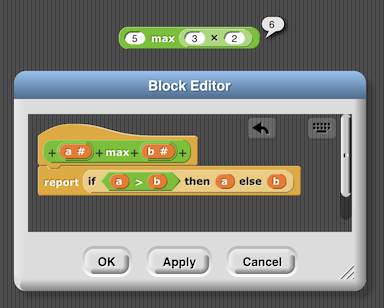 6
5 max 3 × 2
Block Editor
+ a # + max + b # +
report if a > b then a else b
OK Apply Cancel